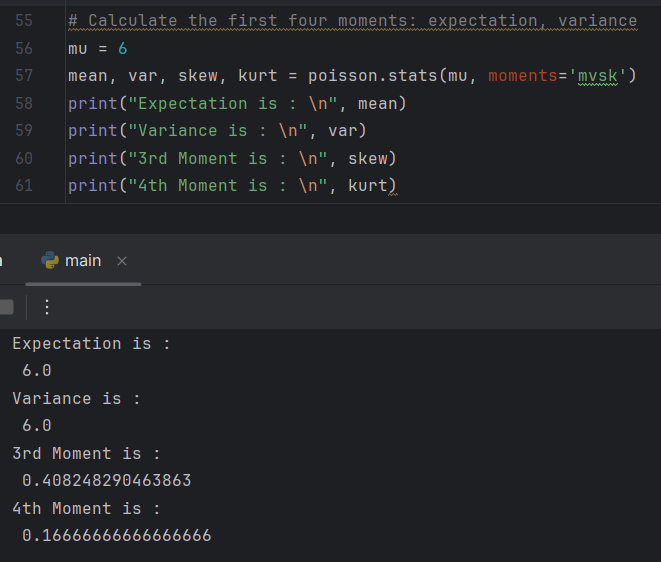 55 # Calculate the first four moments: expectation, variance
56 mu = 6
57 mean, var, skew, kurt = poisson.stats(mu, moments='mvsk')
58 print("Expectation is : \n", mean)
59 print("Variance is : \n", var)
60 print("3rd Moment is : \n", skew)
61 print("4th Moment is : \n", kurt)
main
Expectation is :
6.0
Variance is :
6.0
3rd Moment is :
0.408248290463863
4th Moment is :
0.16666666666666666